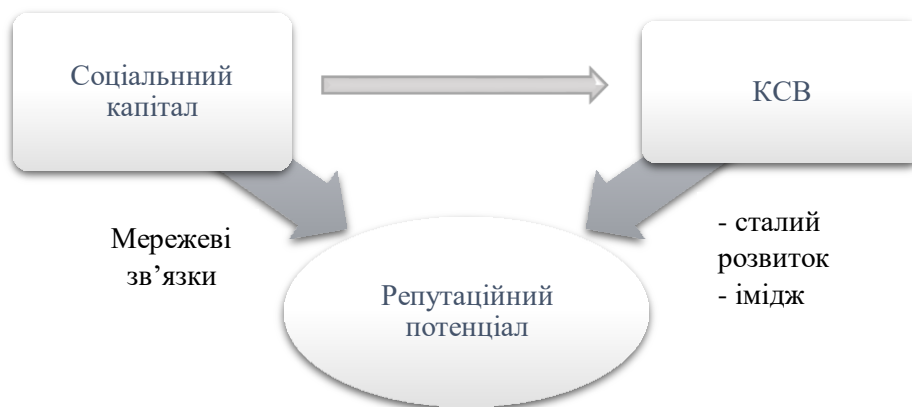 Соціальнний
капітал
КСВ
Мережеві
зв’язки
- сталий
розвиток
- імідж
Репутаційний
потенціал